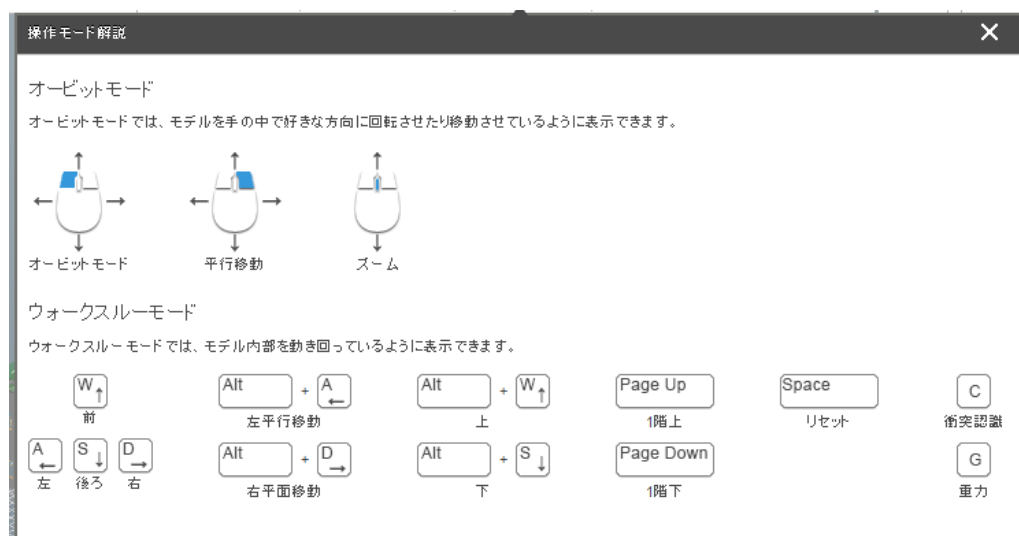 操作モード解説
オービットモード
オービットモードでは、モデルを手の中で好きな方向に回転させたり移動させているように表示できます。
オービットモード 平行移動 ズーム
ウォークスルーモード
ウォークスルーモードでは、モデル内部を動き回っているように表示できます。
W↑ Alt + A← Alt + W↑ Page Up Space C
前 左平行移動 上 1階上 リセット 衝突認識
A← S↓ D→ Alt + D→ Alt + S↓ Page Down G
左 後ろ 右 右平面移動 下 1階下 重力